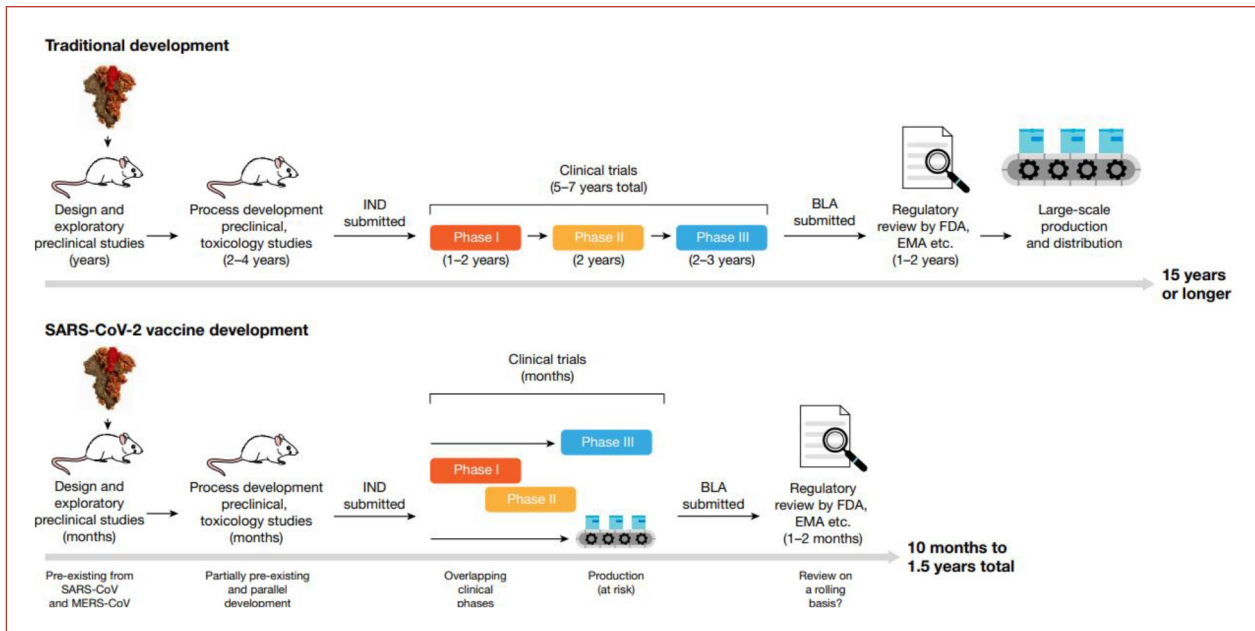 Traditional development
Clinical trials
(5–7 years total)
IND
submitted
BLA
submitted
Design and
exploratory
preclinical studies
(years)
Process development
preclinical,
toxicology studies
(2–4 years)
Phase I
Phase II
Phase III
(1–2 years)
(2 years)
(2–3 years)
Regulatory
review by FDA,
EMA etc.
(1–2 years)
Large-scale
production
and distribution
15 years
or longer
SARS-CoV-2 vaccine development
Clinical trials
(months)
Design and
exploratory
preclinical studies
(months)
Process development
preclinical,
toxicology studies
(months)
IND
submitted
Phase III
Phase I
Phase II
BLA
submitted
Regulatory
review by FDA,
EMA etc.
(1–2 months)
10 months to
1.5 years total
Pre-existing from
SARS-CoV
and MERS-CoV
Partially pre-existing
and parallel
development
Overlapping
clinical
phases
Production
(at risk)
Review on
a rolling
basis?